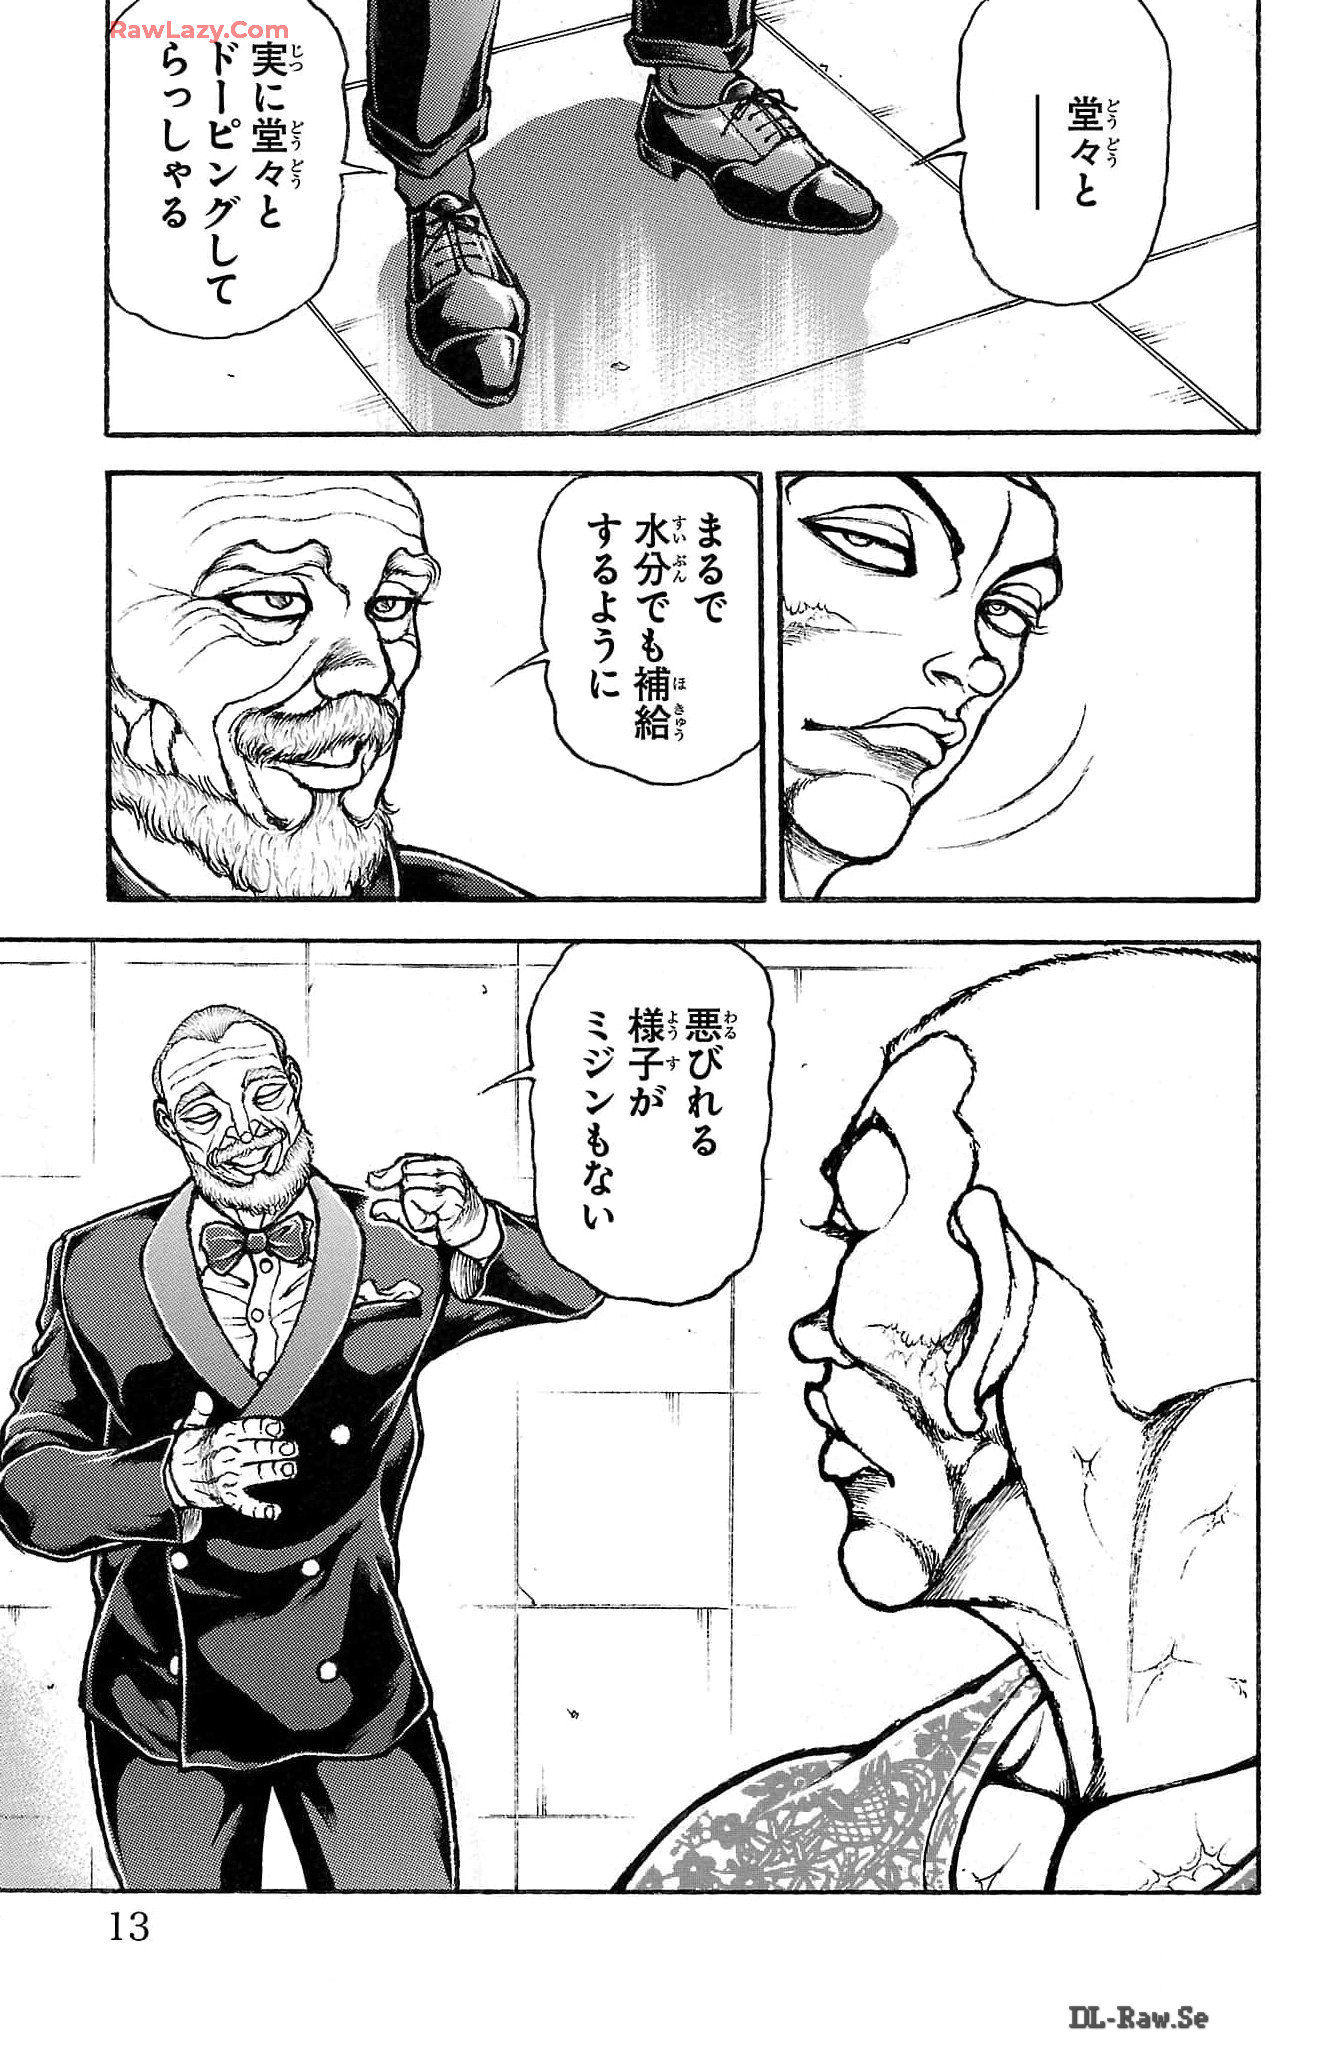 RawLazy.Com
堂々と
──
実に堂々と
ドーピングして
らっしゃる
まるで
水分でも補給
するように
悪びれる
様子が
ミジンもない
13
DL-Raw.Se